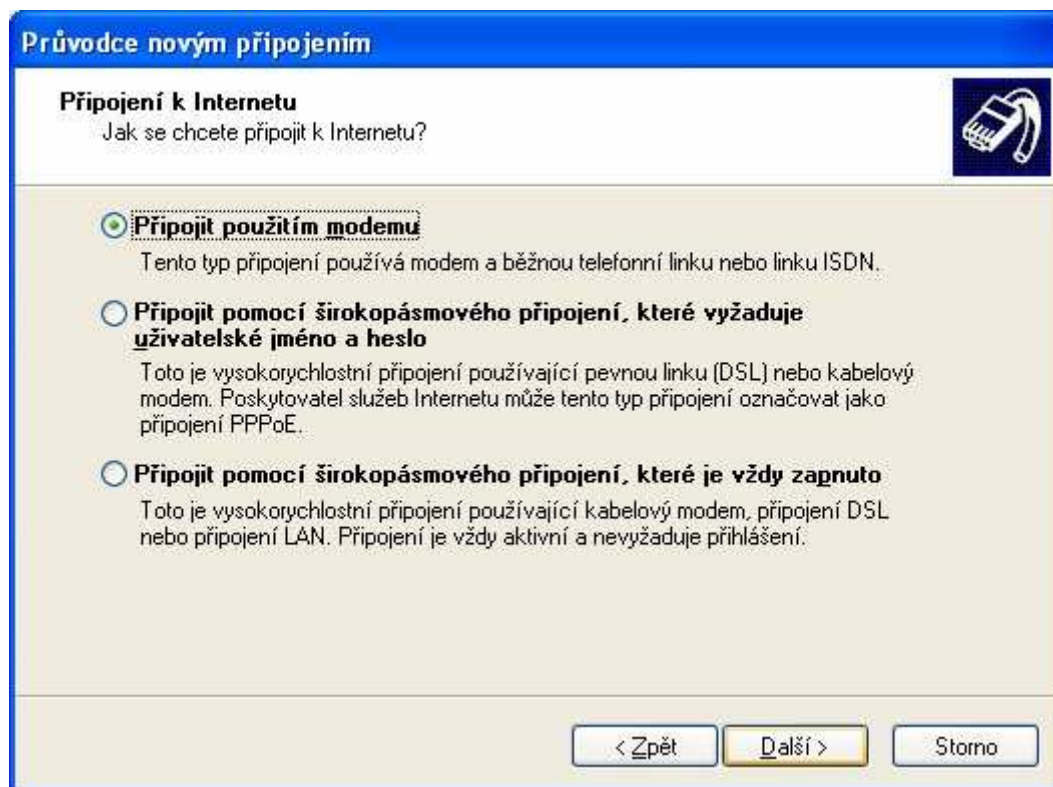 Průvodce novým připojením
Připojení k Internetu
Jak se chcete připojit k Internetu?
Připojit použitím modemu
Tento typ připojení používá modem a běžnou telefonní linku nebo linku ISDN.
Připojit pomocí širokopásmového připojení, které vyžaduje
uživatelské jméno a heslo
Toto je vysokorychlostní připojení používající pevnou linku (DSL) nebo kabelový
modem. Poskytovatel služeb Internetu může tento typ připojení označovat jako
připojení PPPoE.
Připojit pomocí širokopásmového připojení, které je vždy zapnuto
Toto je vysokorychlostní připojení používající kabelový modem, připojení DSL
nebo připojení LAN. Připojení je vždy aktivní a nevyžaduje přihlášení.
< Zpět Další > Storno